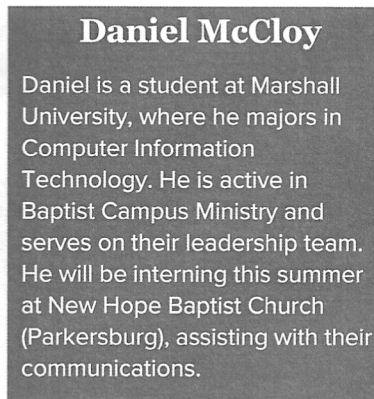 Daniel McCloy
Daniel is a student at Marshall
University, where he majors in
Computer Information
Technology. He is active in
Baptist Campus Ministry and
serves on their leadership team.
He will be interning this summer
at New Hope Baptist Church
(Parkersburg), assisting with their
communications.